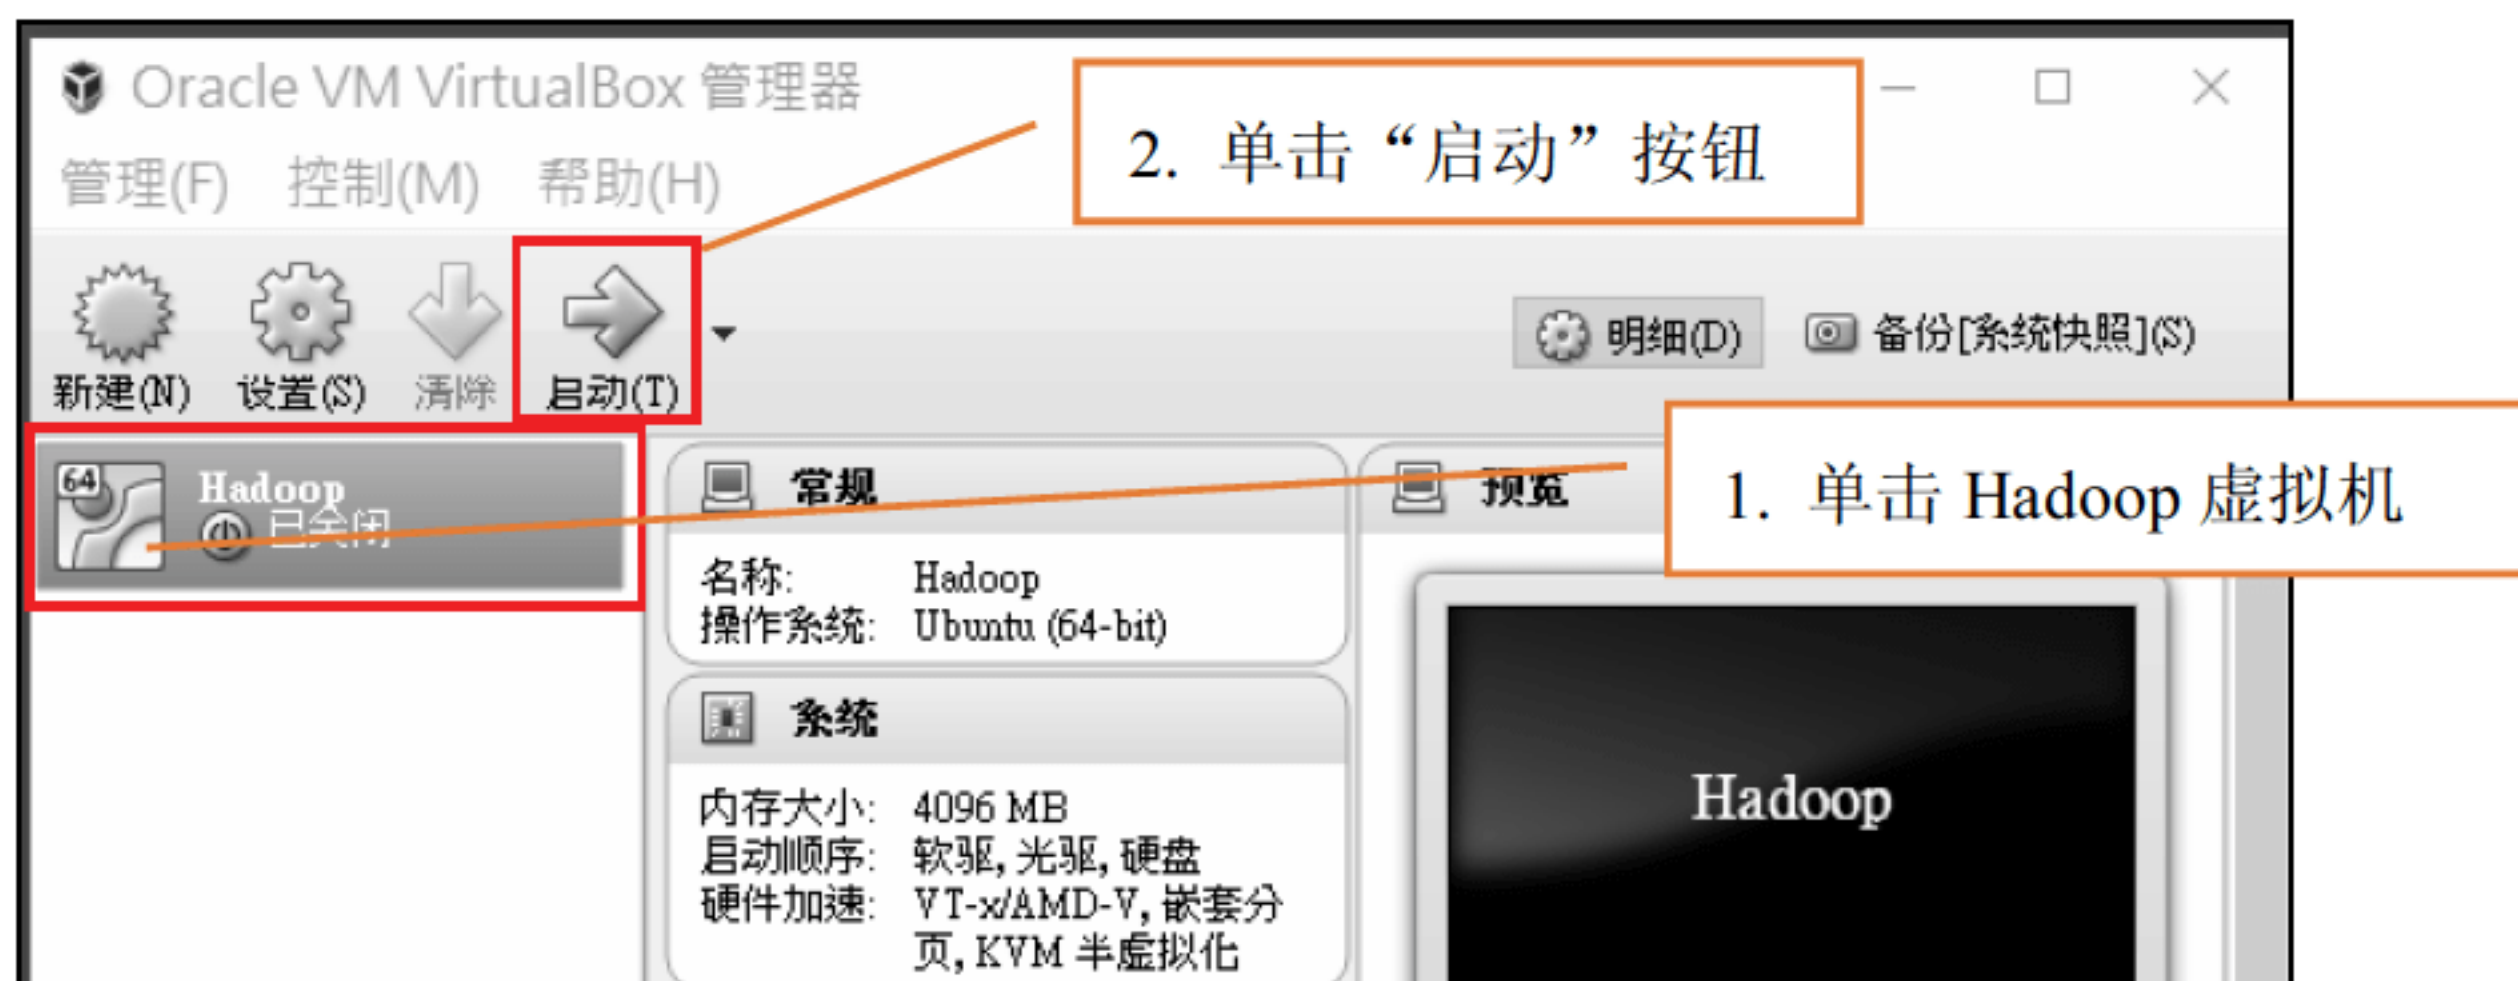 Oracle VM VirtualBox 管理器
2. 单击“启动”按钮
管理(F) 控制(M) 帮助(H)
新建(N) 设置(S) 清除 启动(T)
明细(D) 备份[系统快照](S)
1. 单击 Hadoop 虚拟机
64
Hadoop
已关闭
常规
名称: Hadoop
操作系统: Ubuntu (64-bit)
系统
内存大小: 4096 MB
启动顺序: 软驱, 光驱, 硬盘
硬件加速: VT-x/AMD-V, 嵌套分
页, KVM 半虚拟化
预览
Hadoop